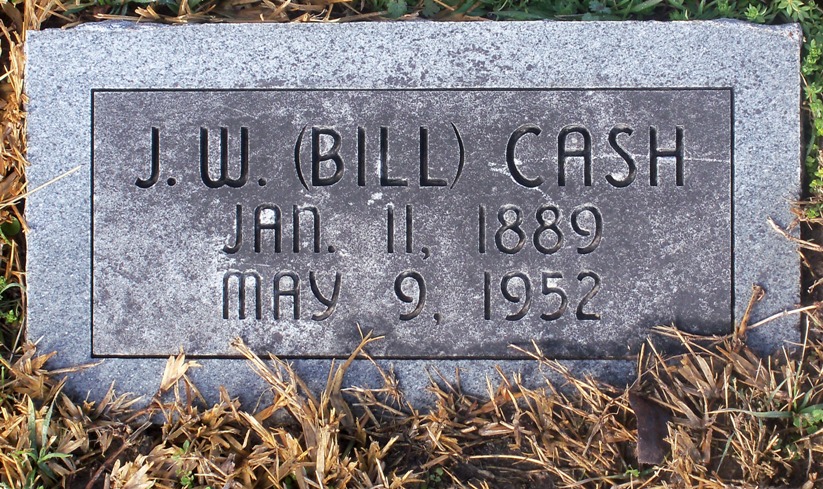 J. W. (BILL) CASH
JAN. 11, 1889
MAY 9, 1952